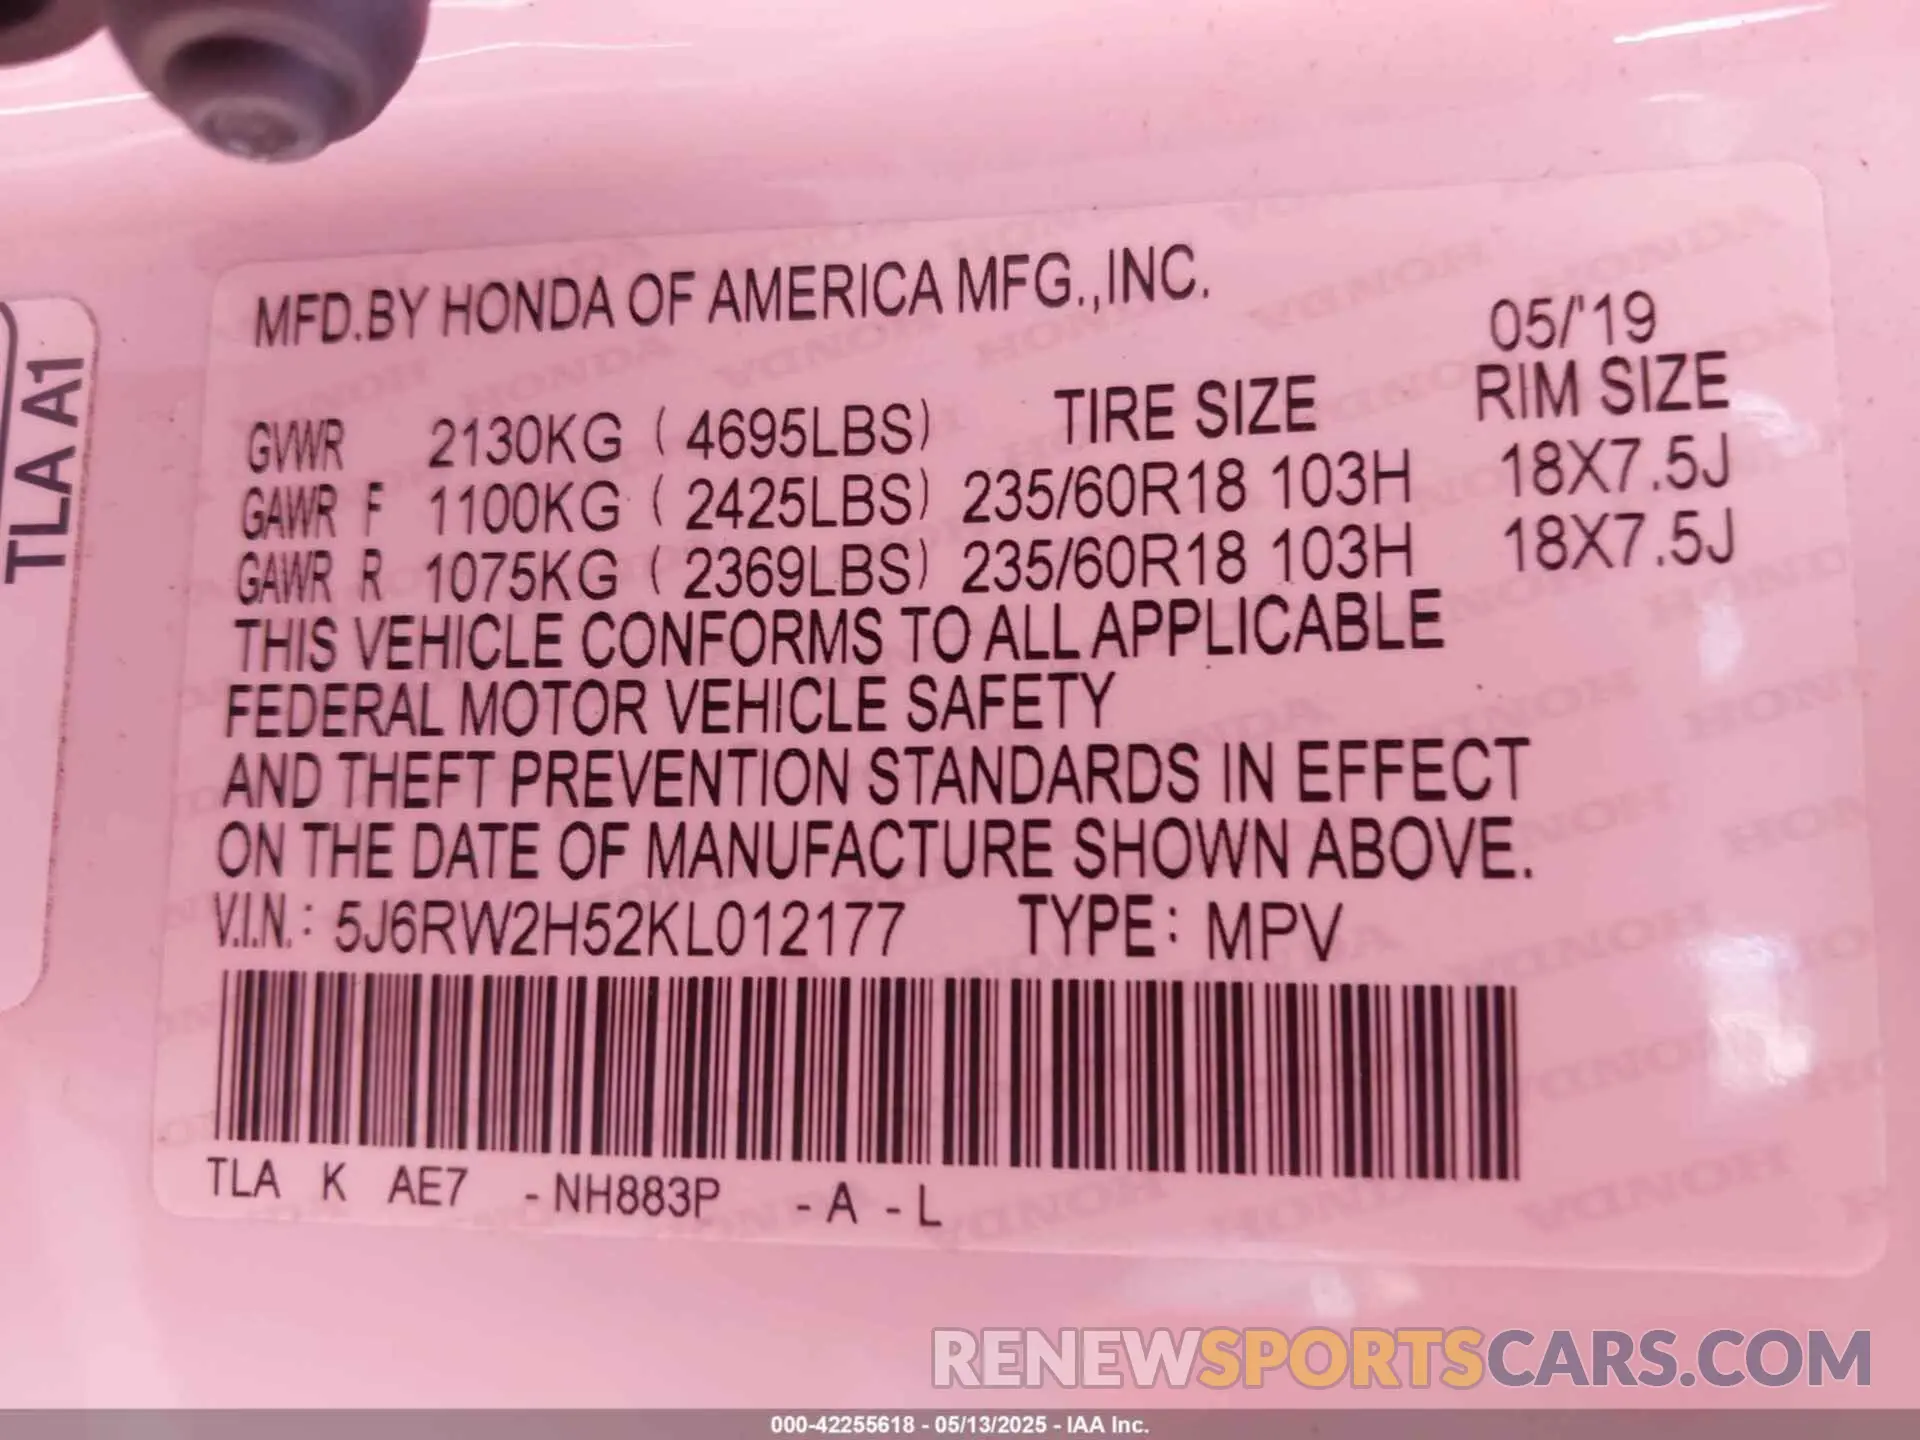 MFD.BY HONDA OF AMERICA MFG.,INC.
05/'19
TIRE SIZE RIM SIZE
GVWR 2130KG ( 4695LBS)
GAWR F 1100KG ( 2425LBS) 235/60R18 103H 18X7.5J
GAWR R 1075KG ( 2369LBS) 235/60R18 103H 18X7.5J
THIS VEHICLE CONFORMS TO ALL APPLICABLE
FEDERAL MOTOR VEHICLE SAFETY
AND THEFT PREVENTION STANDARDS IN EFFECT
ON THE DATE OF MANUFACTURE SHOWN ABOVE.
V.I.N.: 5J6RW2H52KL012177 TYPE: MPV
TLA K AE7 -NH883P -A -L
TLA A1
RENEWSPORTSCARS.COM
000-42255618 - 05/13/2025 - IAA Inc.